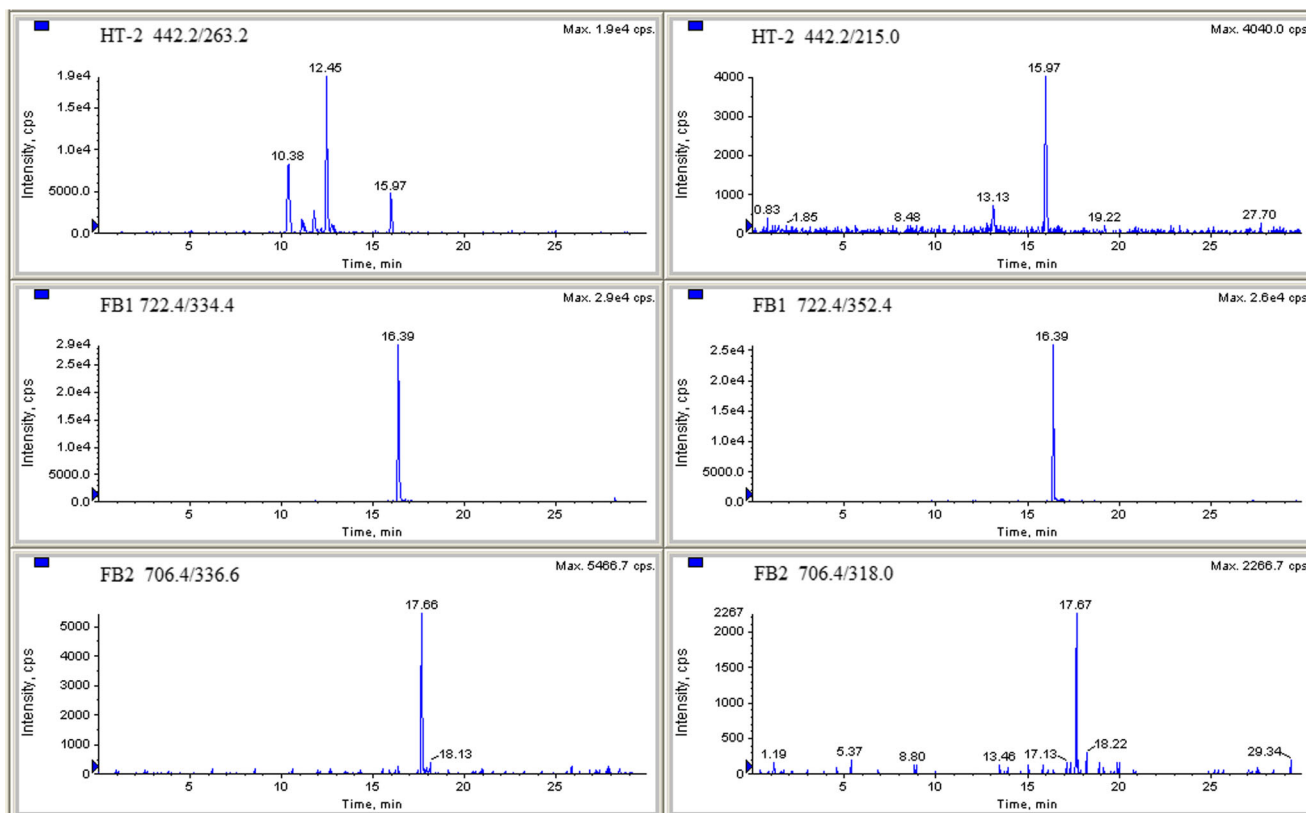 HT-2 442.2/263.2
Max. 1.9e4 cps.
Intensity, cps
1.9e4
1.5e4
1.0e4
5000.0
0.0
10.38
12.45
15.97
5 10 15 20 25
Time, min
HT-2 442.2/215.0
Max. 4040.0 cps.
Intensity, cps
4000
3000
2000
1000
0
0.83
1.85
8.48
13.13
15.97
19.22
27.70
5 10 15 20 25
Time, min
FB1 722.4/334.4
Max. 2.9e4 cps.
Intensity, cps
2.9e4
2.5e4
2.0e4
1.5e4
1.0e4
5000.0
0.0
16.39
5 10 15 20 25
Time, min
FB1 722.4/352.4
Max. 2.6e4 cps.
Intensity, cps
2.5e4
2.0e4
1.5e4
1.0e4
5000.0
0.0
16.39
5 10 15 20 25
Time, min
FB2 706.4/336.6
Max. 5466.7 cps.
Intensity, cps
5000
4000
3000
2000
1000
0
17.66
18.13
5 10 15 20 25
Time, min
FB2 706.4/318.0
Max. 2266.7 cps.
Intensity, cps
2267
2000
1500
1000
500
0
1.19
5.37
8.80
13.46
17.13
17.67
18.22
29.34
5 10 15 20 25
Time, min